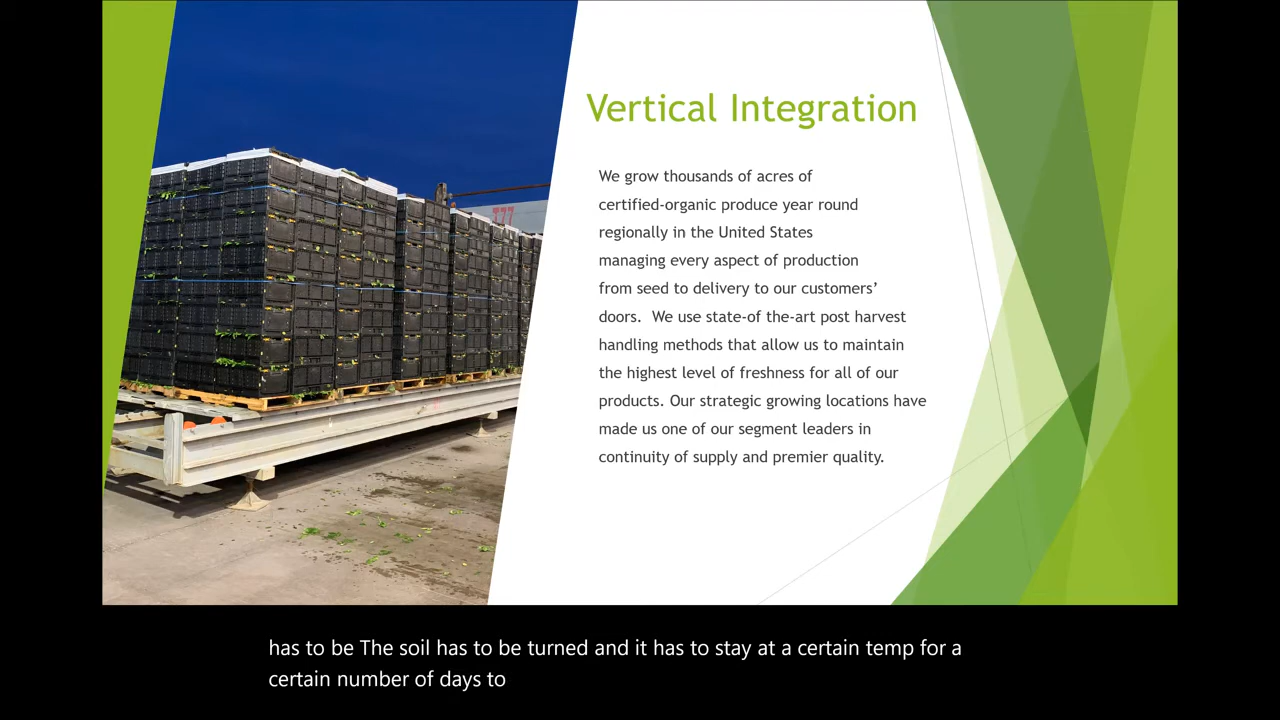 777
Vertical Integration
We grow thousands of acres of
certified-organic produce year round
regionally in the United States
managing every aspect of production
from seed to delivery to our customers’
doors.  We use state-of the-art post harvest
handling methods that allow us to maintain
the highest level of freshness for all of our
products. Our strategic growing locations have
made us one of our segment leaders in
continuity of supply and premier quality.
has to be The soil has to be turned and it has to stay at a certain temp for a
certain number of days to